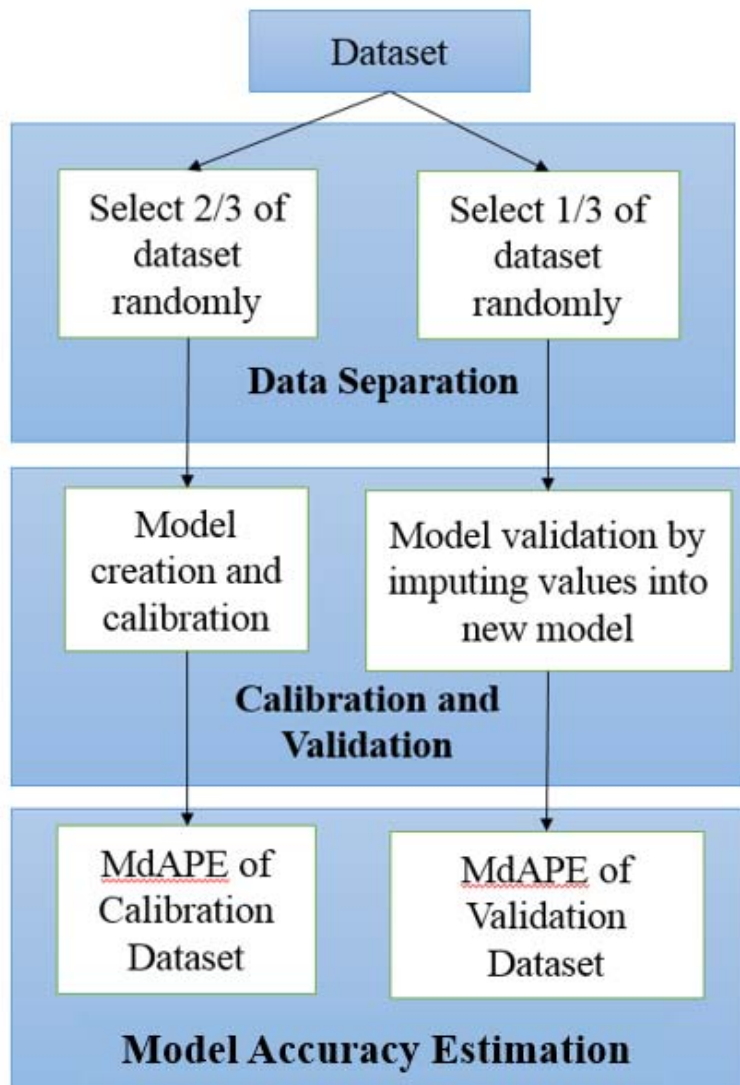 Dataset
Select 2/3 of
dataset
randomly
Select 1/3 of
dataset
randomly
Data Separation
Model
creation and
calibration
Model validation by
imputing values into
new model
Calibration and
Validation
MdAPE of
Calibration
Dataset
MdAPE of
Validation
Dataset
Model Accuracy Estimation